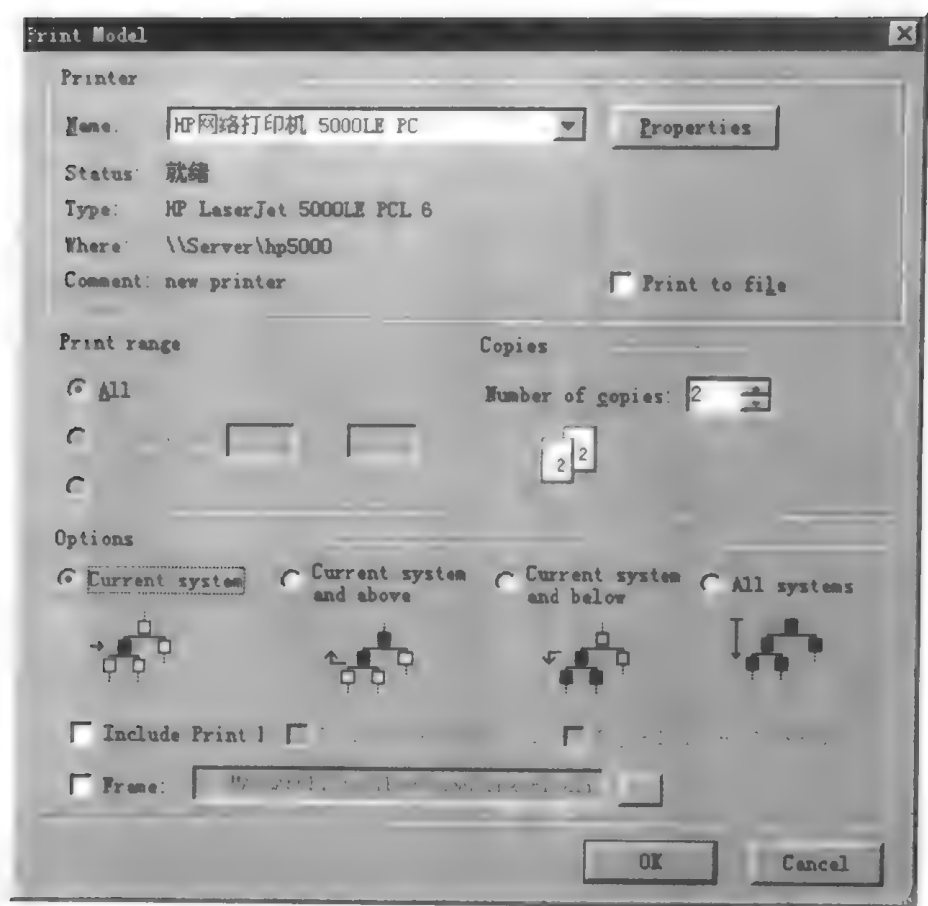 Print Model
Printer
Name. HP网络打印机 5000LE PC Properties
Status: 就绪
Type: HP LaserJet 5000LE PCL 6
Where: \\Server\hp5000
Comment: new printer Print to file
Print range Copies
All Number of copies: 2
2 2
Options
Current system
Current system and above
Current system and below
All systems
Include Print l
Frame:
OK Cancel